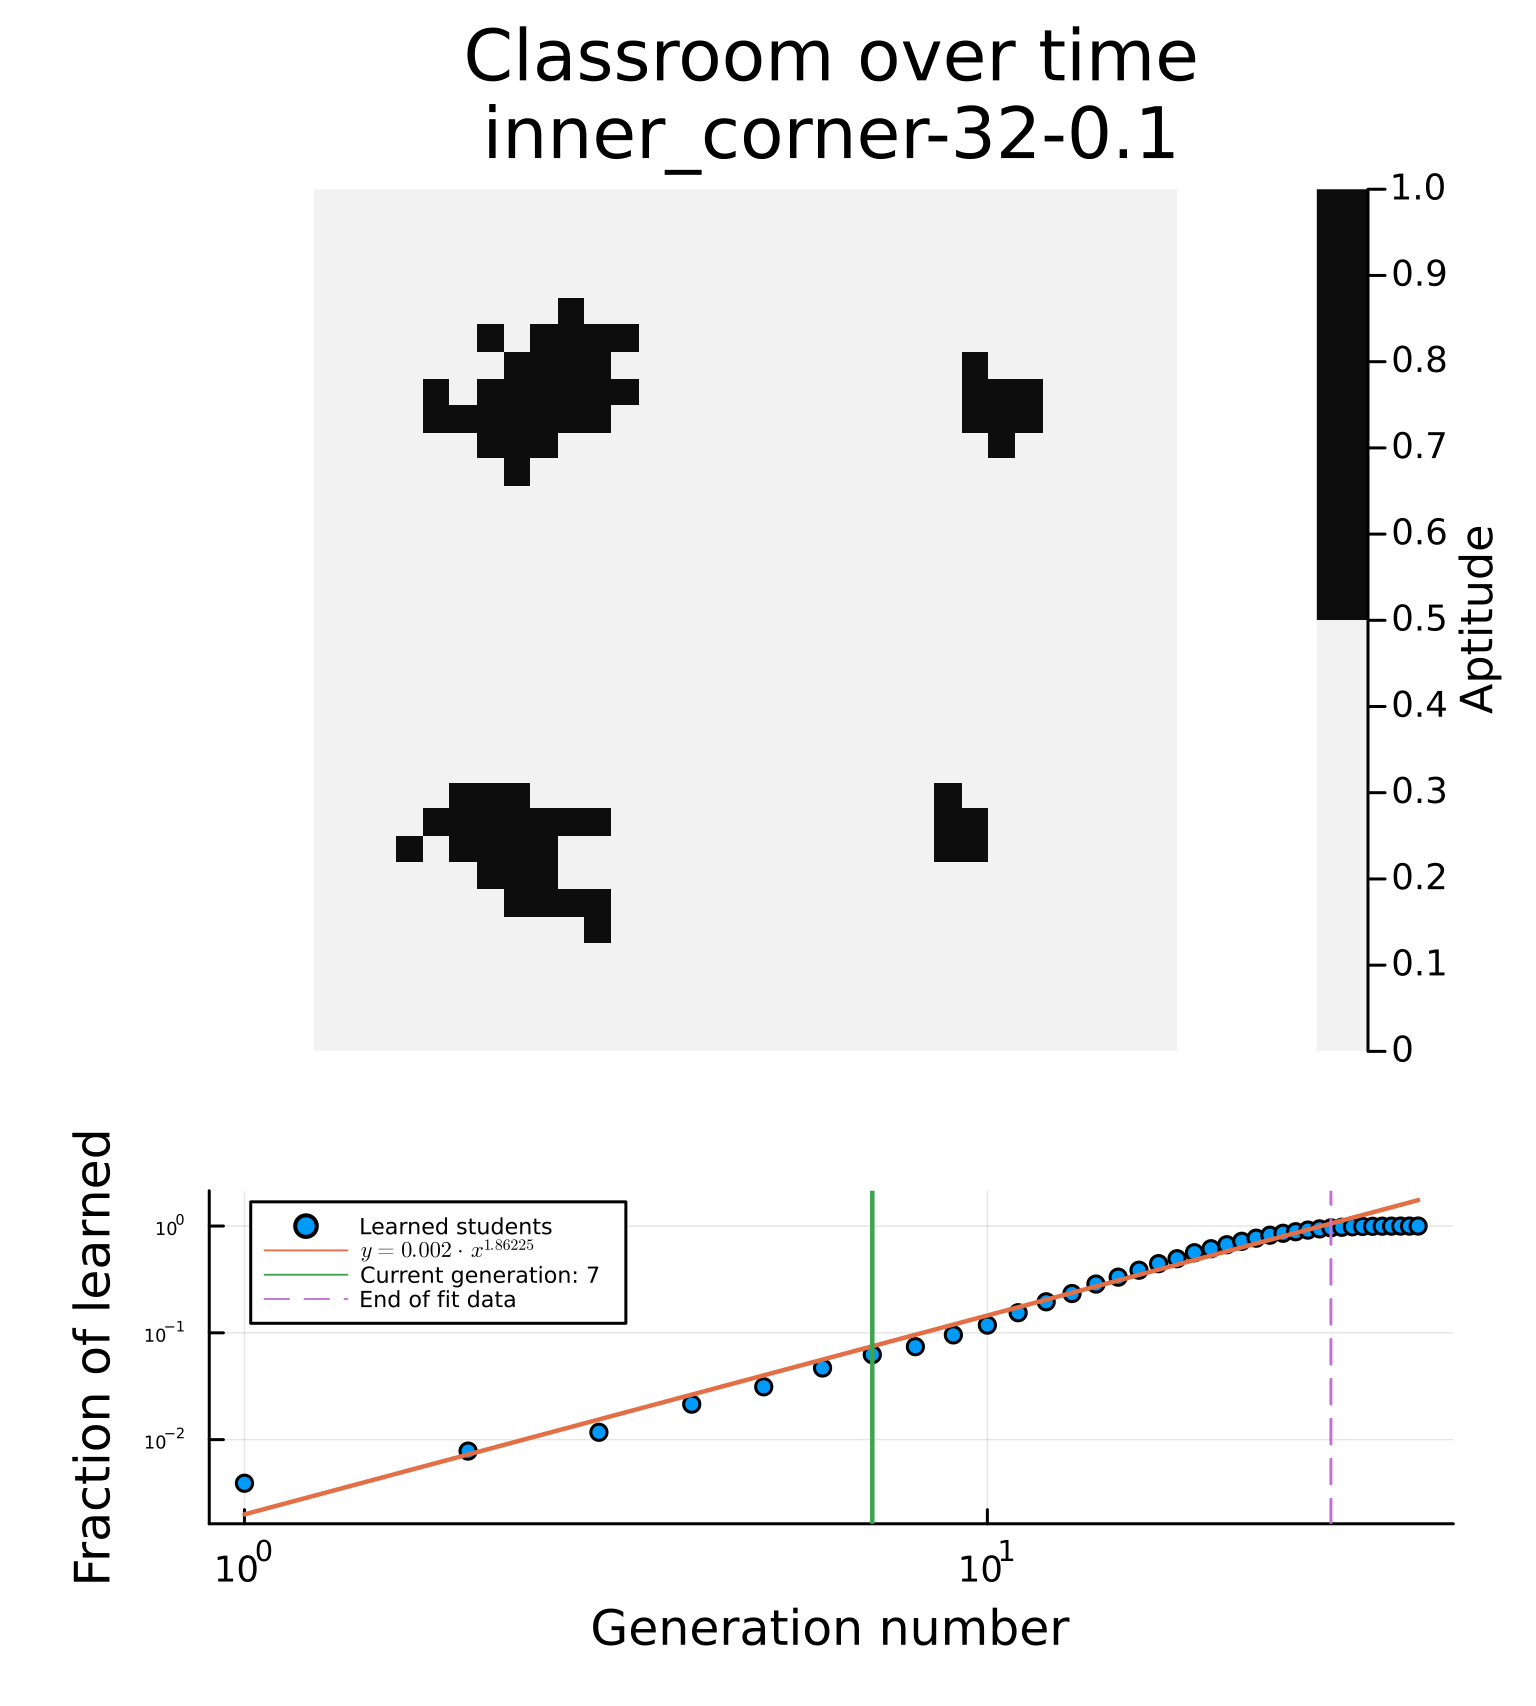 Classroom over time
inner_corner-32-0.1
1.0
0.9
0.8
0.7
0.6
0.5
0.4
0.3
0.2
0.1
0
Aptitude
Fraction of learned
10⁰
10⁻¹
10⁻²
Learned students
y = 0.002 · x^1.86225
Current generation: 7
End of fit data
10⁰
10¹
Generation number